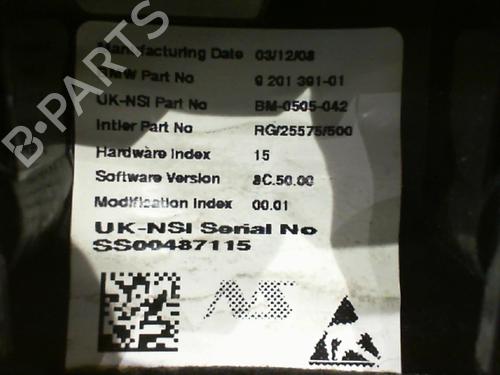 Manufacturing Date 03/12/08
BMW Part No 9 201 391-01
UK-NSI Part No BM-0505-042
Intier Part No RG/25575/500
Hardware Index 15
Software Version 8C.50.00
Modification Index 00.01
UK-NSI Serial No
SS00487115
NS